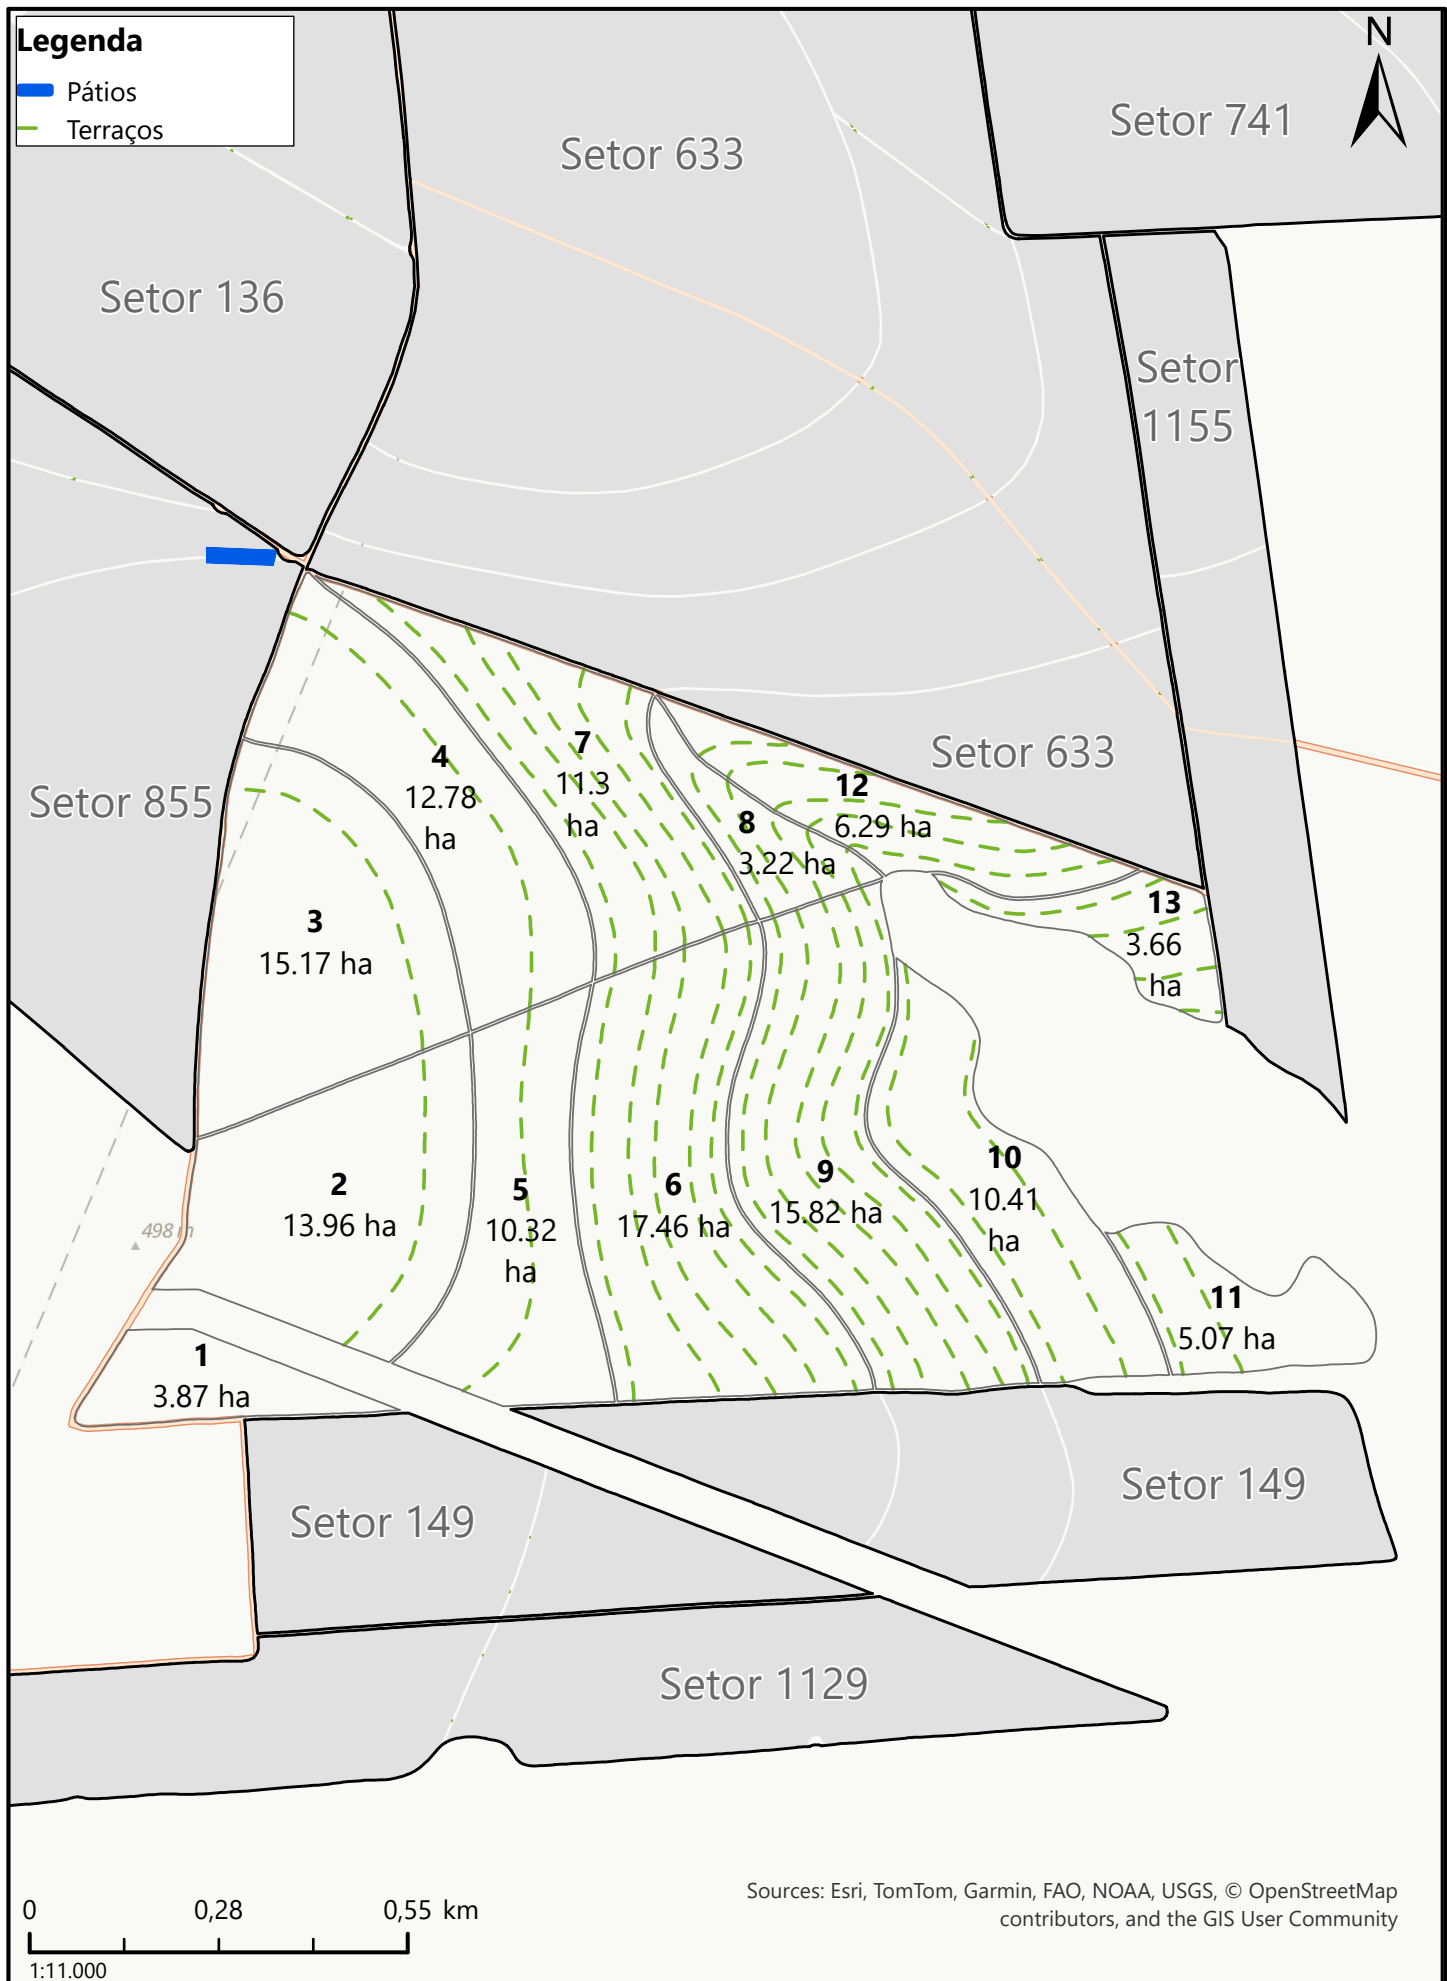 Legenda
Pátios
Terraços
N
Setor 741
Setor 633
Setor 136
Setor
1155
Setor 633
Setor 855
4
12.78
ha
7
11.3
ha
12
6.29 ha
8
3.22 ha
3
15.17 ha
13
3.66
ha
2
13.96 ha
5
10.32
ha
6
17.46 ha
9
15.82 ha
10
10.41
ha
498 m
11
5.07 ha
1
3.87 ha
Setor 149
Setor 149
Setor 1129
Sources: Esri, TomTom, Garmin, FAO, NOAA, USGS, © OpenStreetMap
contributors, and the GIS User Community
0 0,28 0,55 km
1:11.000